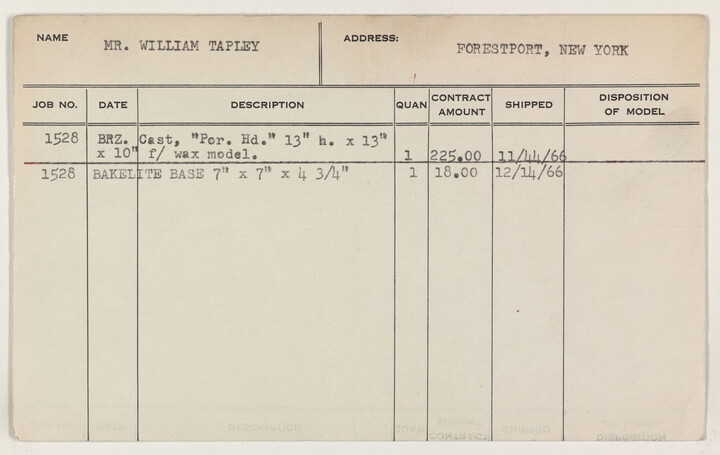 NAME MR. WILLIAM TAPLEY ADDRESS: FORESTPORT, NEW YORK
JOB NO. DATE DESCRIPTION QUAN CONTRACT AMOUNT SHIPPED DISPOSITION OF MODEL
1528 BRZ. Cast, "Por. Hd." 13" h. x 13"
x 10" f/ wax model. 1 225.00 11/44/66
1528 BAKELITE BASE 7" x 7" x 4 3/4" 1 18.00 12/14/66